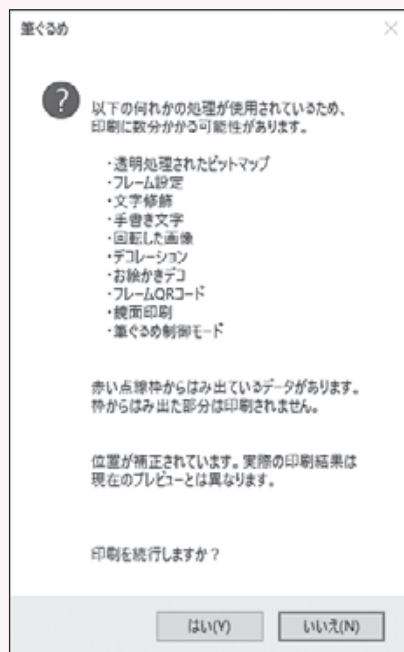 筆ぐるめ
以下の何れかの処理が使用されているため、
印刷に数分かかる可能性があります。
・透明処理されたビットマップ
・フレーム設定
・文字修飾
・手書き文字
・回転した画像
・デコレーション
・お絵かきデコ
・フレームQRコード
・鏡面印刷
・筆ぐるめ制御モード
赤い点線枠からはみ出ているデータがあります。
枠からはみ出た部分は印刷されません。
位置が補正されています。実際の印刷結果は
現在のプレビューとは異なります。
印刷を続行しますか？
はい(Y)
いいえ(N)